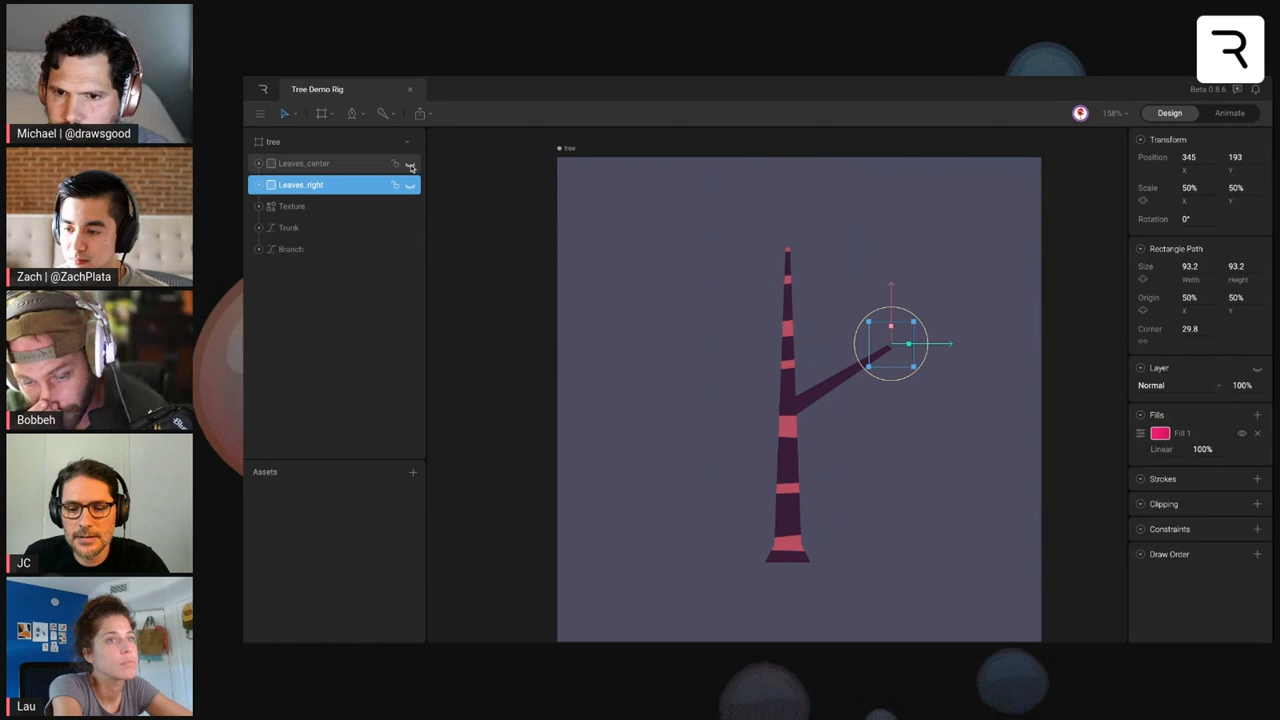 Michael | @drawsgood
Zach | @ZachPlata
Bobbeh
JC
Lau
Tree Demo Rig
Beta 0.8.6
158%
Design
Animate
tree
Leaves_center
Leaves_right
Texture
Trunk
Branch
Assets
tree
Transform
Position 345 193
X Y
Scale 50% 50%
X Y
Rotation 0°
Rectangle Path
Size 93.2 93.2
Width Height
Origin 50% 50%
X Y
Corner 29.8
Layer
Normal 100%
Fills
Fill 1
Linear 100%
Strokes
Clipping
Constraints
Draw Order